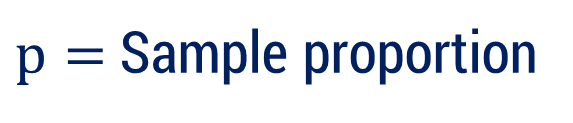 p = Sample proportion